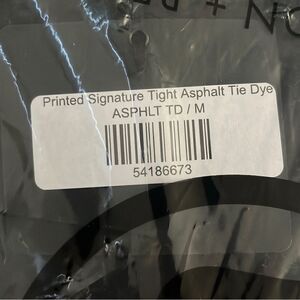 Printed Signature Tight Asphalt Tie Dye
ASPHLT TD / M
54186673